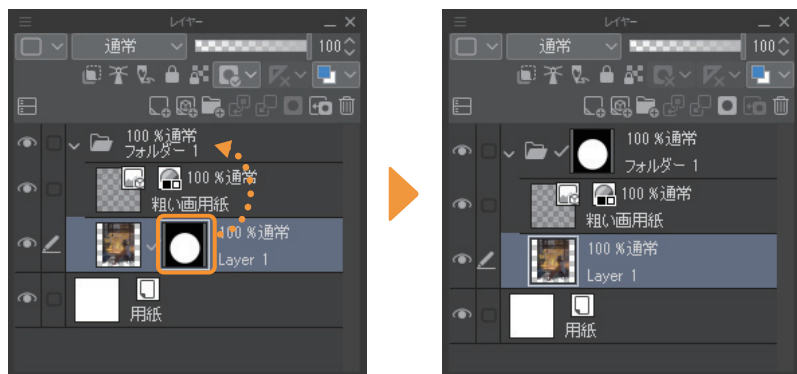 レイヤー
通常
100
100 %通常
フォルダー 1
100 %通常
粗い画用紙
100 %通常
Layer 1
用紙
レイヤー
通常
100
100 %通常
フォルダー 1
100 %通常
粗い画用紙
100 %通常
Layer 1
用紙